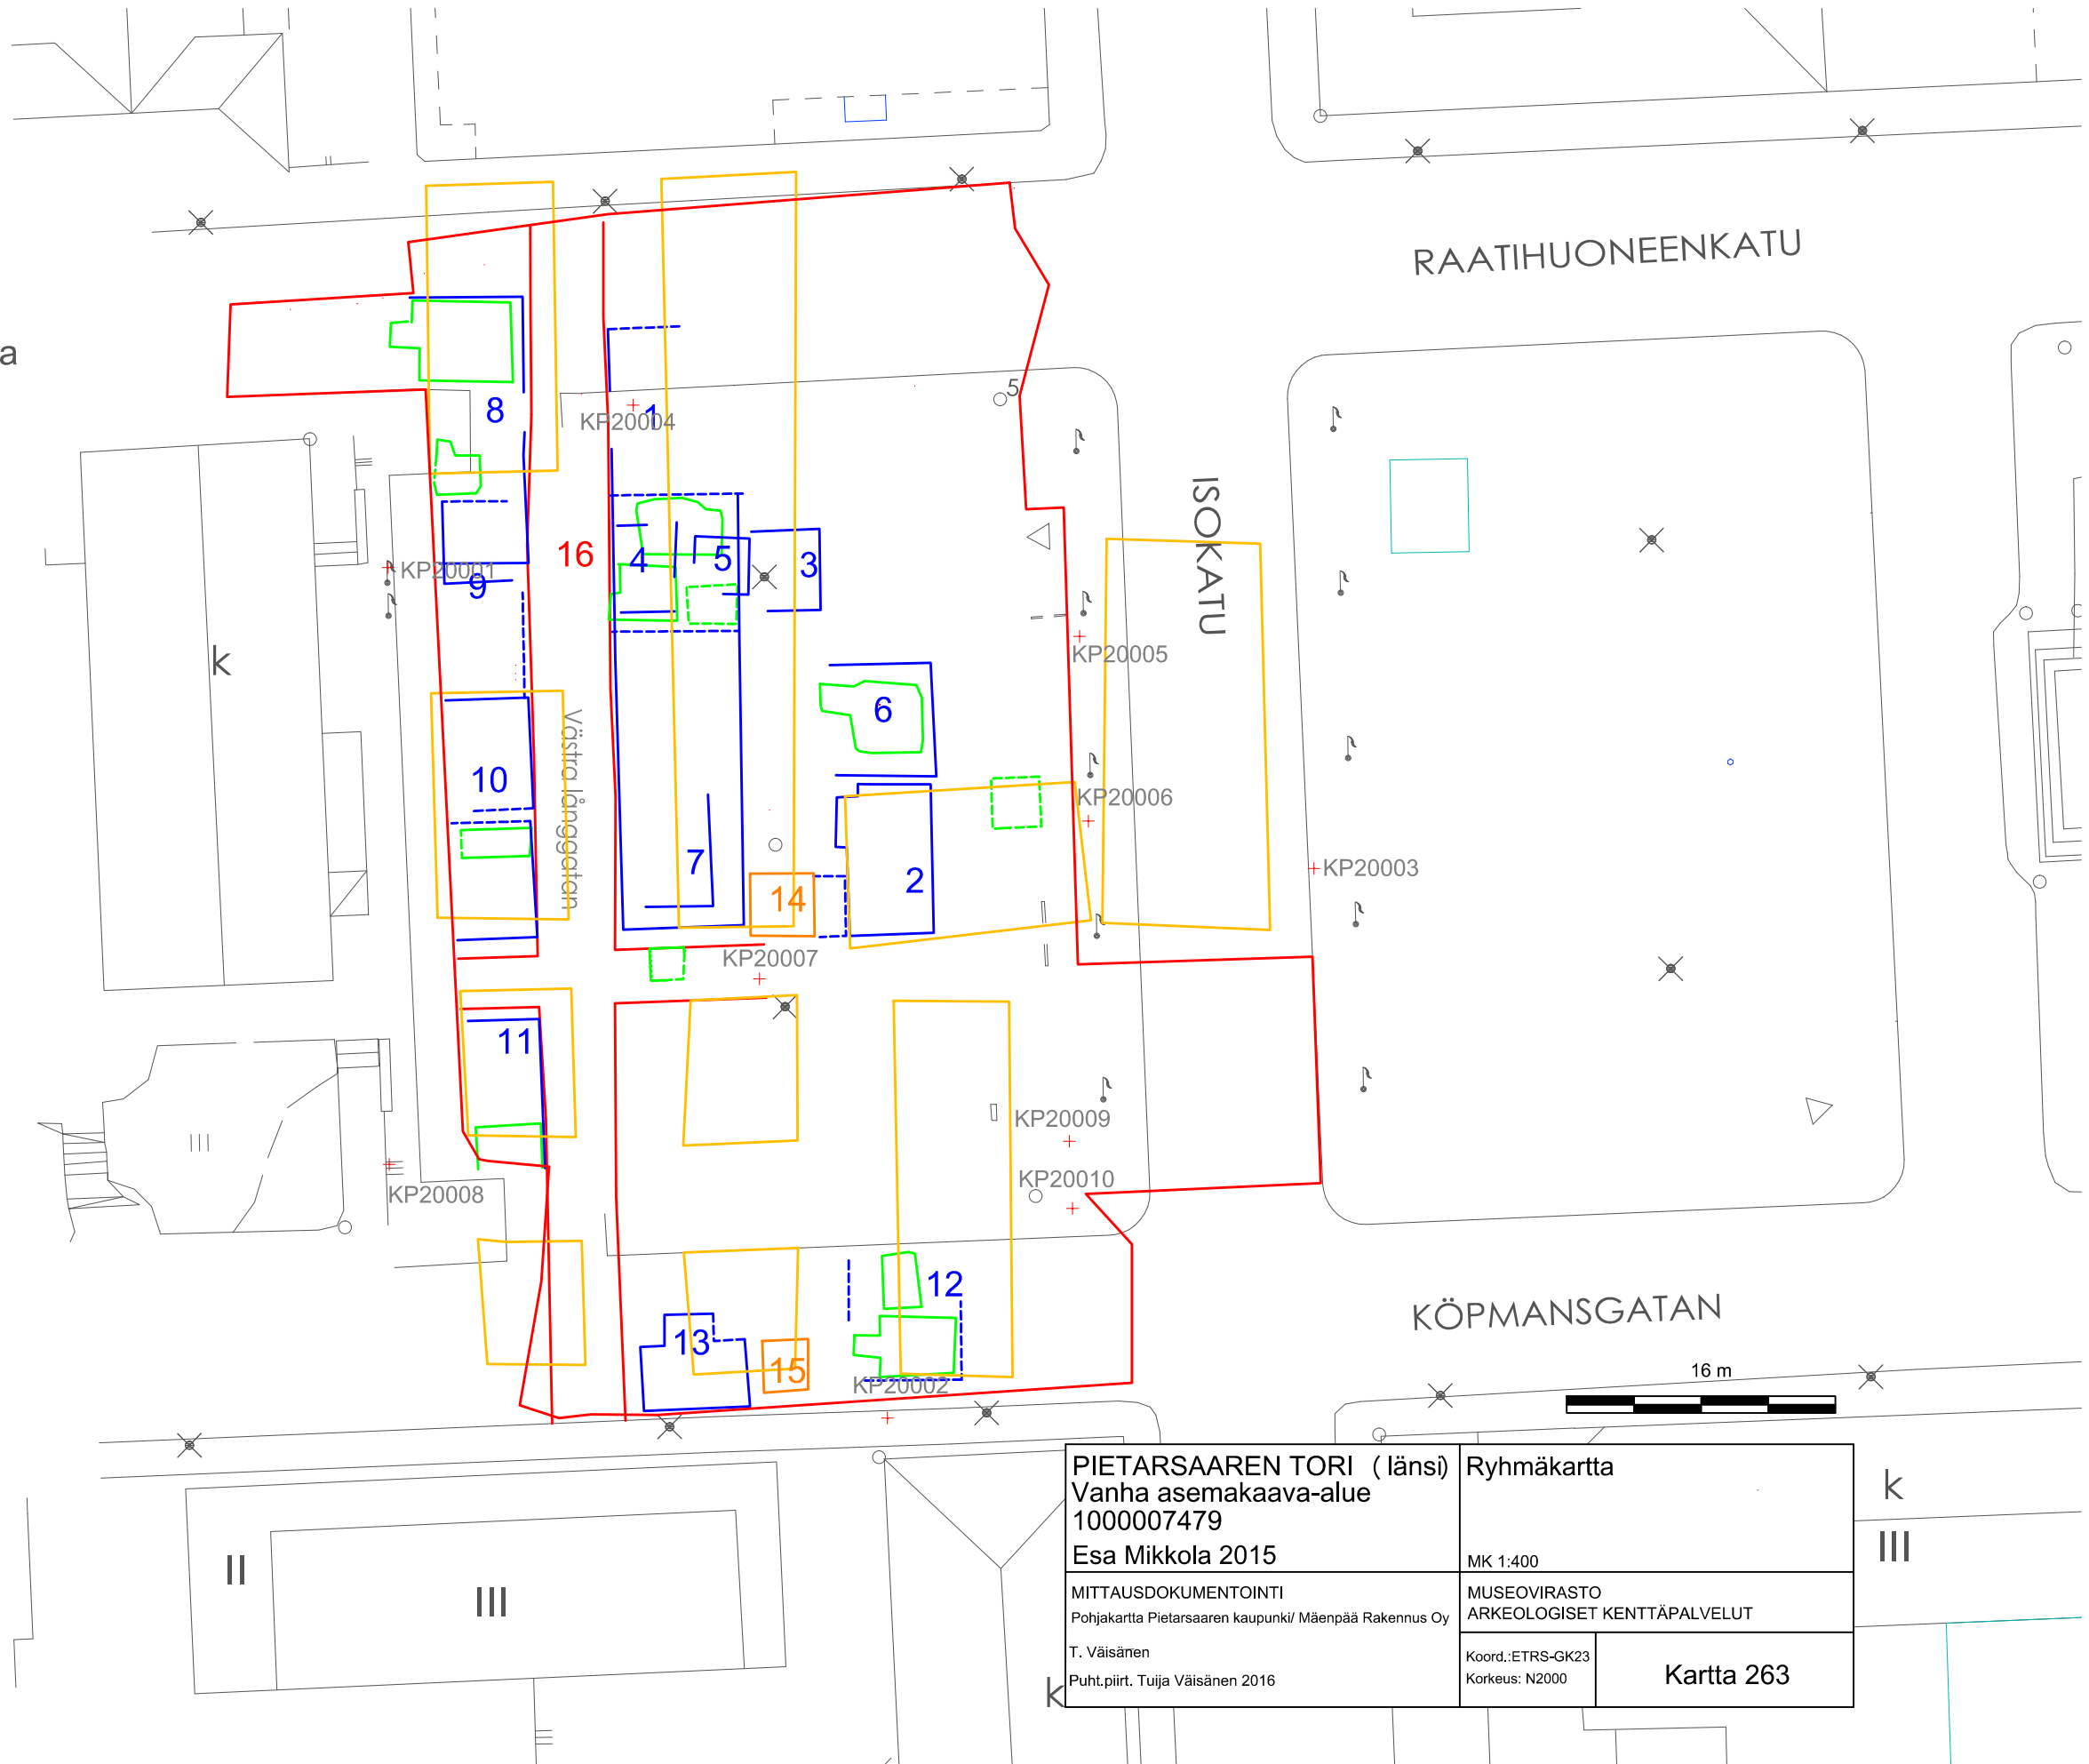 RAATIHUONEENKATU
a
5
8
1
KP20004
ISOKATU
16
4
5
3
KP20001
9
k
KP20005
6
Västra långgatan
10
KP20006
7
14
2
KP20003
KP20007
11
KP20009
III
KP20010
KP20008
12
KÖPMANSGATAN
13
15
KP20002
16 m
PIETARSAAREN TORI ( länsi)
Vanha asemakaava-alue
1000007479
Esa Mikkola 2015
Ryhmäkartta
MK 1:400
MITTAUSDOKUMENTOINTI
Pohjakartta Pietarsaaren kaupunki/ Mäenpää Rakennus Oy
T. Väisänen
Puht.piirt. Tuija Väisänen 2016
MUSEOVIRASTO
ARKEOLOGISET KENTTÄPALVELUT
Koord.:ETRS-GK23
Korkeus: N2000
Kartta 263
k
III
II
III
k